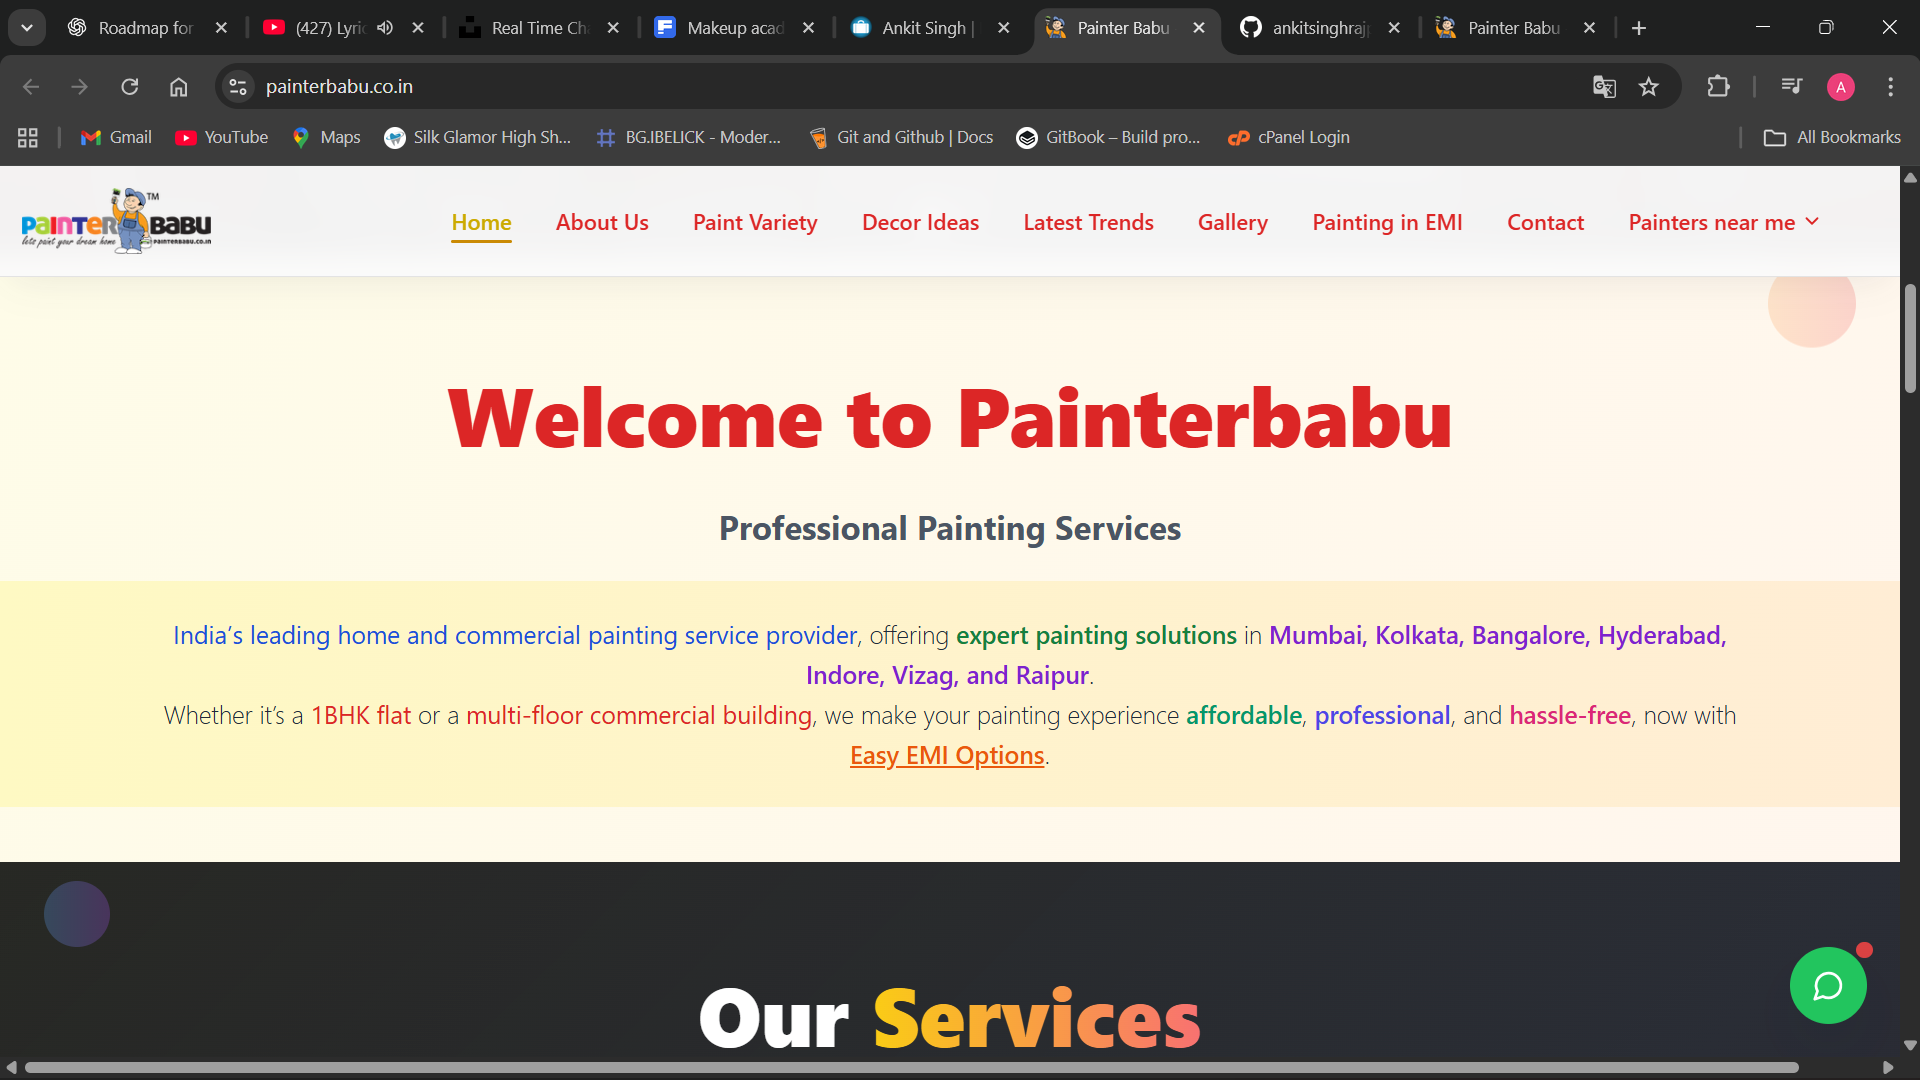 Roadmap for
(427) Lyric
Real Time Cha
Makeup acad
Ankit Singh |
Painter Babu
ankitsinghraj
Painter Babu
painterbabu.co.in
A
Gmail
YouTube
Maps
Silk Glamor High Sh...
BG.IBELICK - Moder...
Git and Github | Docs
GitBook – Build pro...
cPanel Login
All Bookmarks
PAINTER BABU TM
lets paint your dream home PAINTERBABU.CO.IN
Home
About Us
Paint Variety
Decor Ideas
Latest Trends
Gallery
Painting in EMI
Contact
Painters near me
Welcome to Painterbabu
Professional Painting Services
India’s leading home and commercial painting service provider, offering expert painting solutions in Mumbai, Kolkata, Bangalore, Hyderabad,
Indore, Vizag, and Raipur.
Whether it’s a 1BHK flat or a multi-floor commercial building, we make your painting experience affordable, professional, and hassle-free, now with
Easy EMI Options.
Our Services